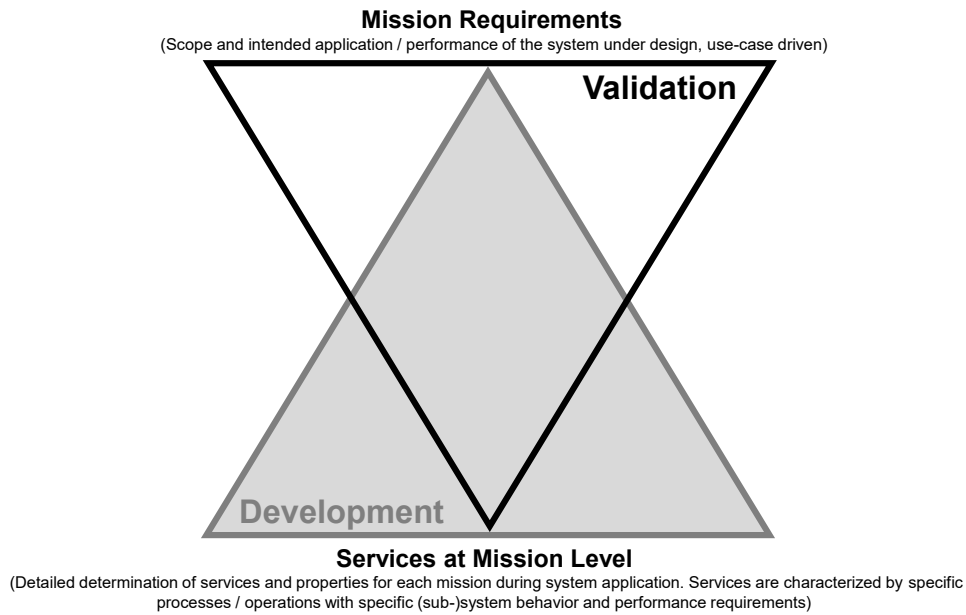 Mission Requirements
(Scope and intended application / performance of the system under design, use-case driven)
Validation
Development
Services at Mission Level
(Detailed determination of services and properties for each mission during system application. Services are characterized by specific
processes / operations with specific (sub-)system behavior and performance requirements)